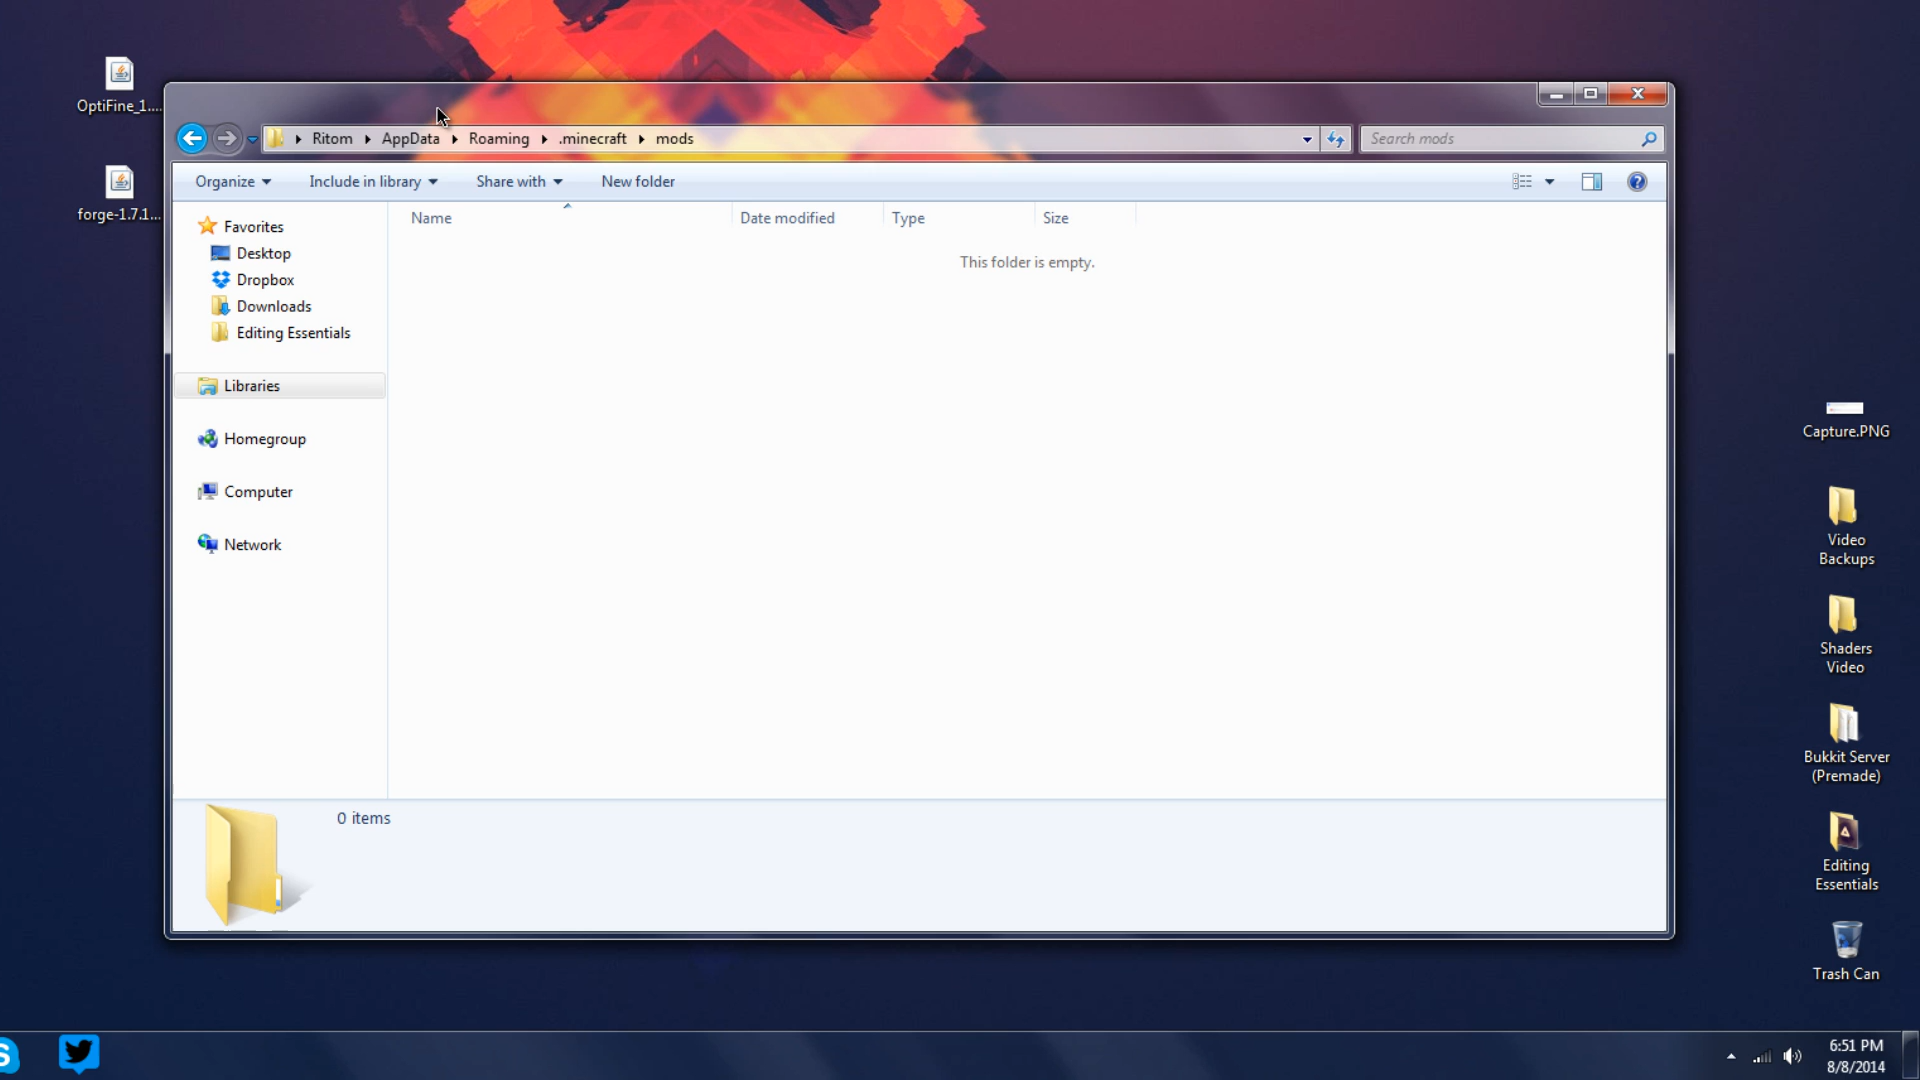 OptiFine_1....
forge-1.7.1...
Ritom
AppData
Roaming
.minecraft
mods
Search mods
Organize
Include in library
Share with
New folder
Name
Date modified
Type
Size
This folder is empty.
Favorites
Desktop
Dropbox
Downloads
Editing Essentials
Libraries
Homegroup
Computer
Network
0 items
Capture.PNG
Video
Backups
Shaders
Video
Bukkit Server
(Premade)
Editing
Essentials
Trash Can
6:51 PM
8/8/2014